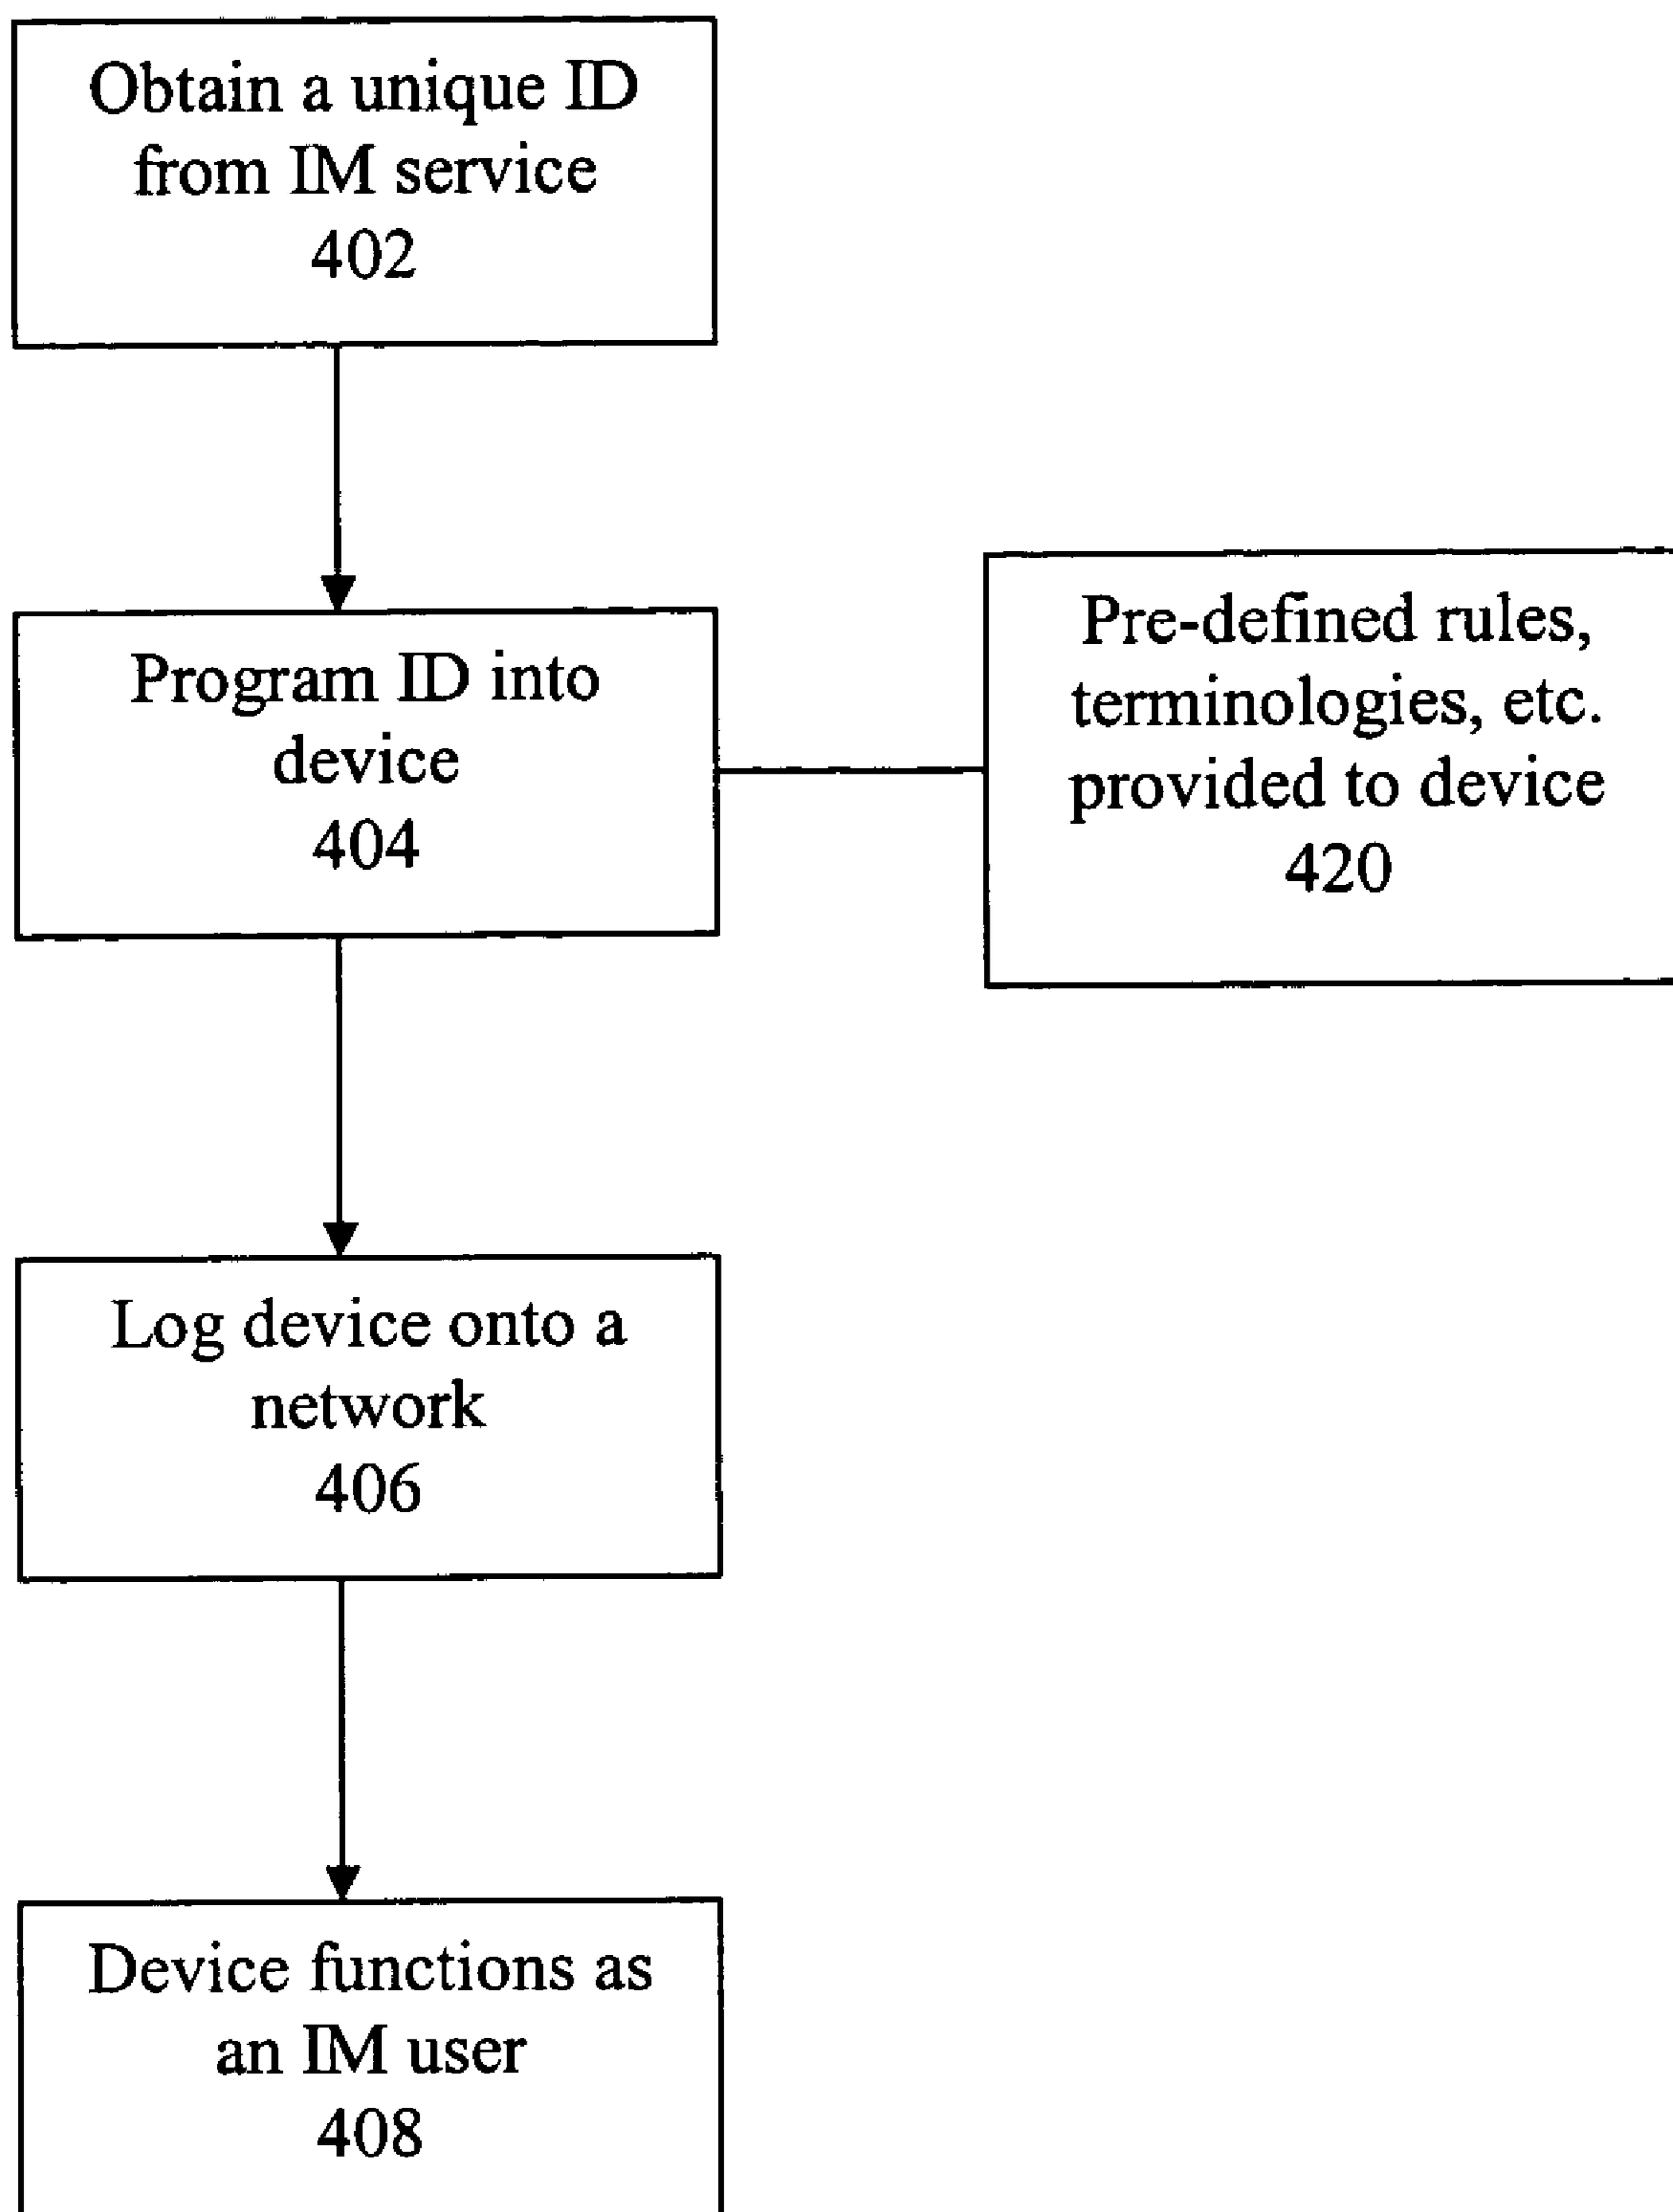 Obtain a unique ID
from IM service
402
Program ID into
device
404
Pre-defined rules,
terminologies, etc.
provided to device
420
Log device onto a
network
406
Device functions as
an IM user
408